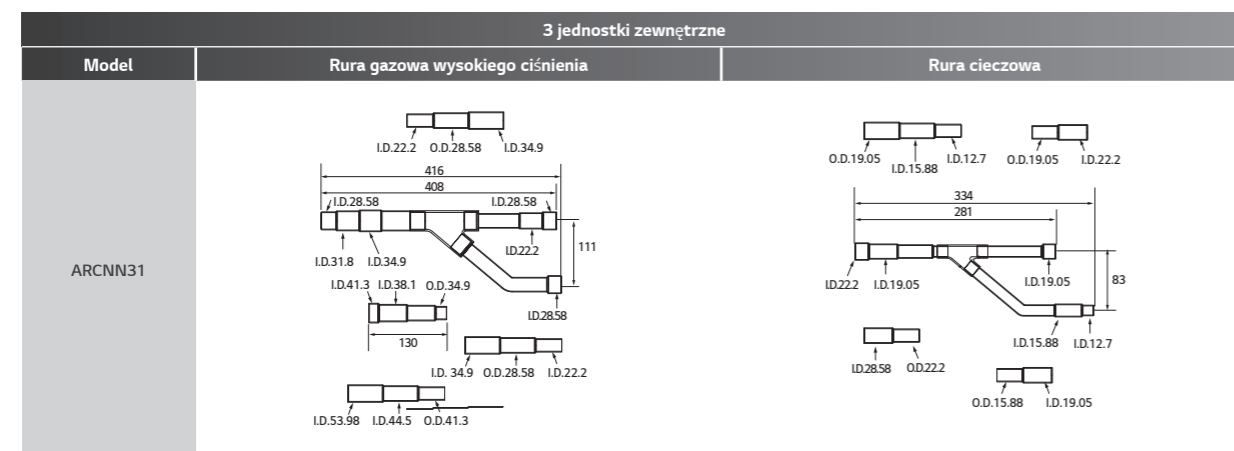 3 jednostki zewnętrzne
Model
Rura gazowa wysokiego ciśnienia
Rura cieczowa
ARCNN31
I.D.22.2 O.D.28.58 I.D.34.9
416
408
I.D.28.58 I.D.28.58
I.D.31.8 I.D.34.9
I.D.22.2
111
I.D.41.3 I.D.38.1 O.D.34.9
I.D.28.58
130
I.D. 34.9 O.D.28.58 I.D.22.2
I.D.53.98 I.D.44.5 O.D.41.3
O.D.19.05 I.D.15.88 I.D.12.7
O.D.19.05 I.D.22.2
334
281
I.D.22.2 I.D.19.05
I.D.19.05
83
I.D.15.88 I.D.12.7
I.D.28.58 O.D.22.2
O.D.15.88 I.D.19.05